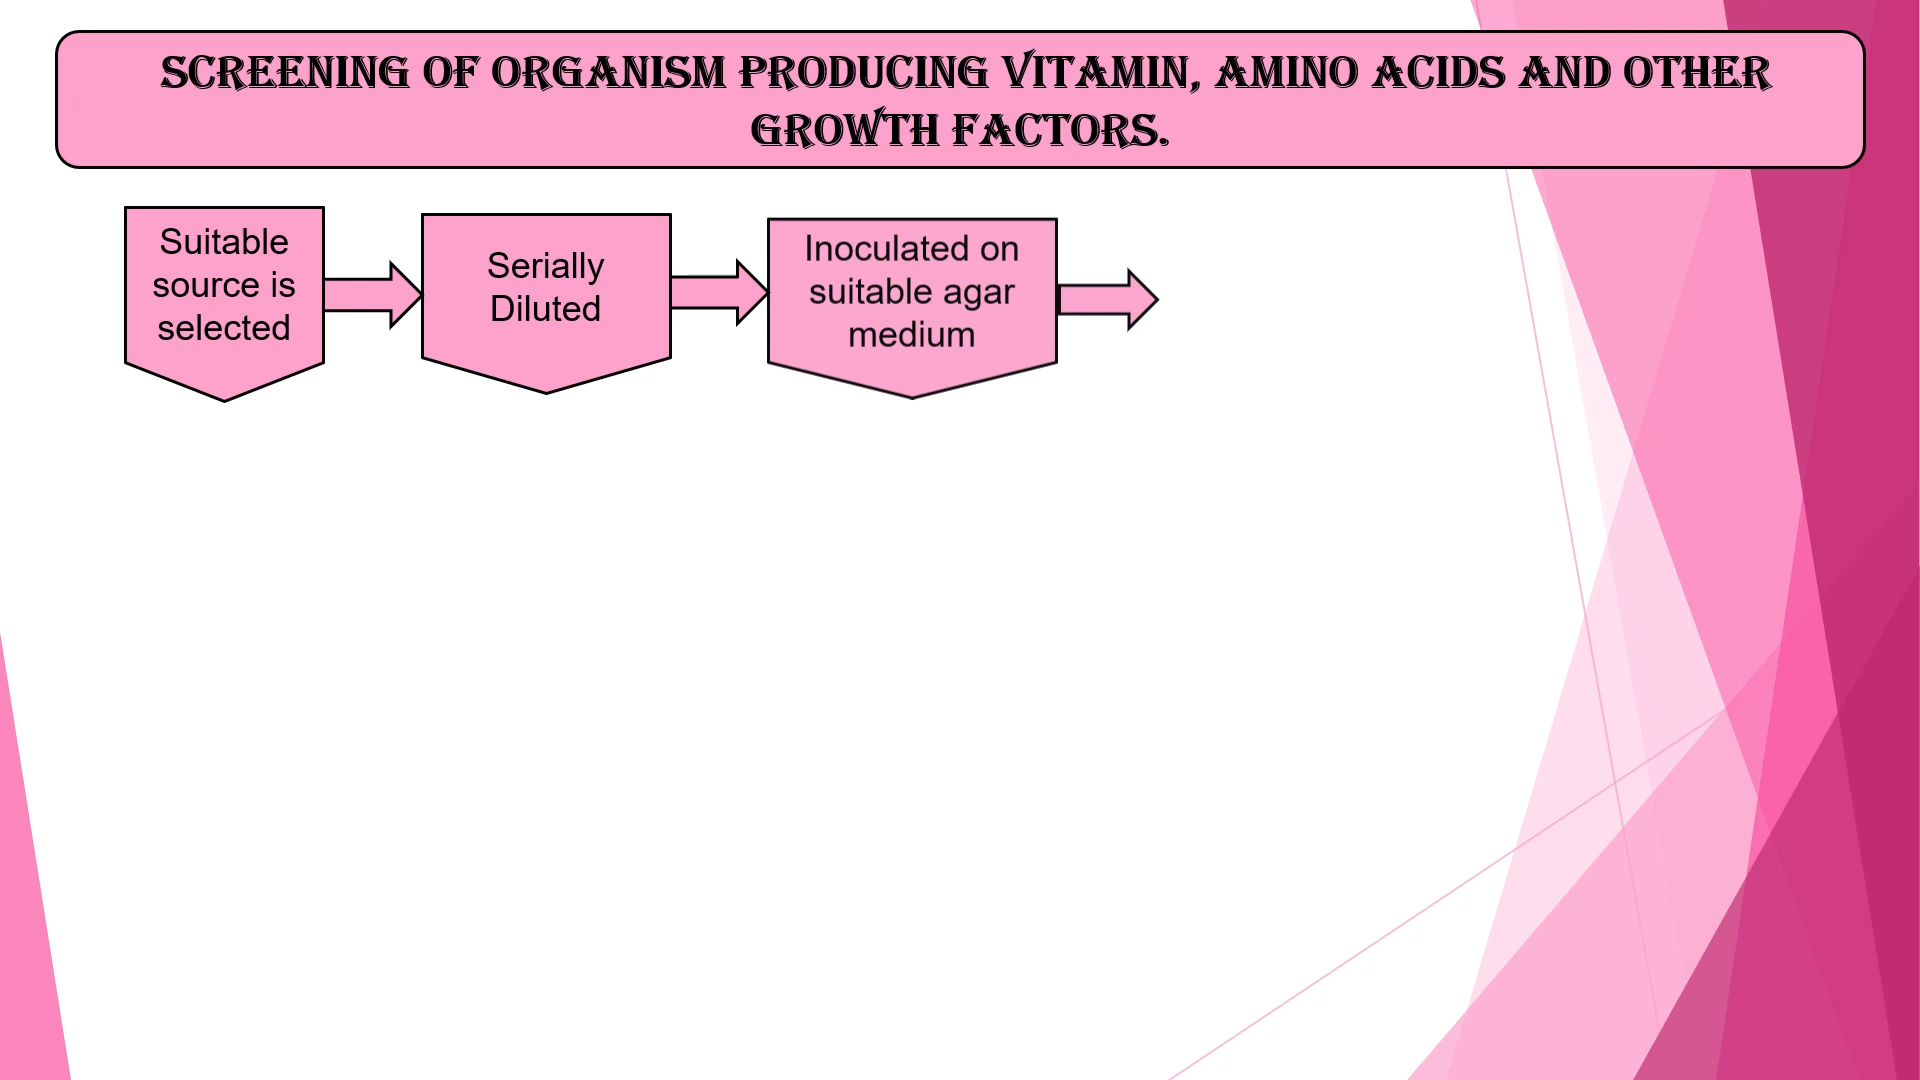 SCREENING OF ORGANISM PRODUCING VITAMIN, AMINO ACIDS AND OTHER
GROWTH FACTORS.
Suitable
source is
selected
Serially
Diluted
Inoculated on
suitable agar
medium